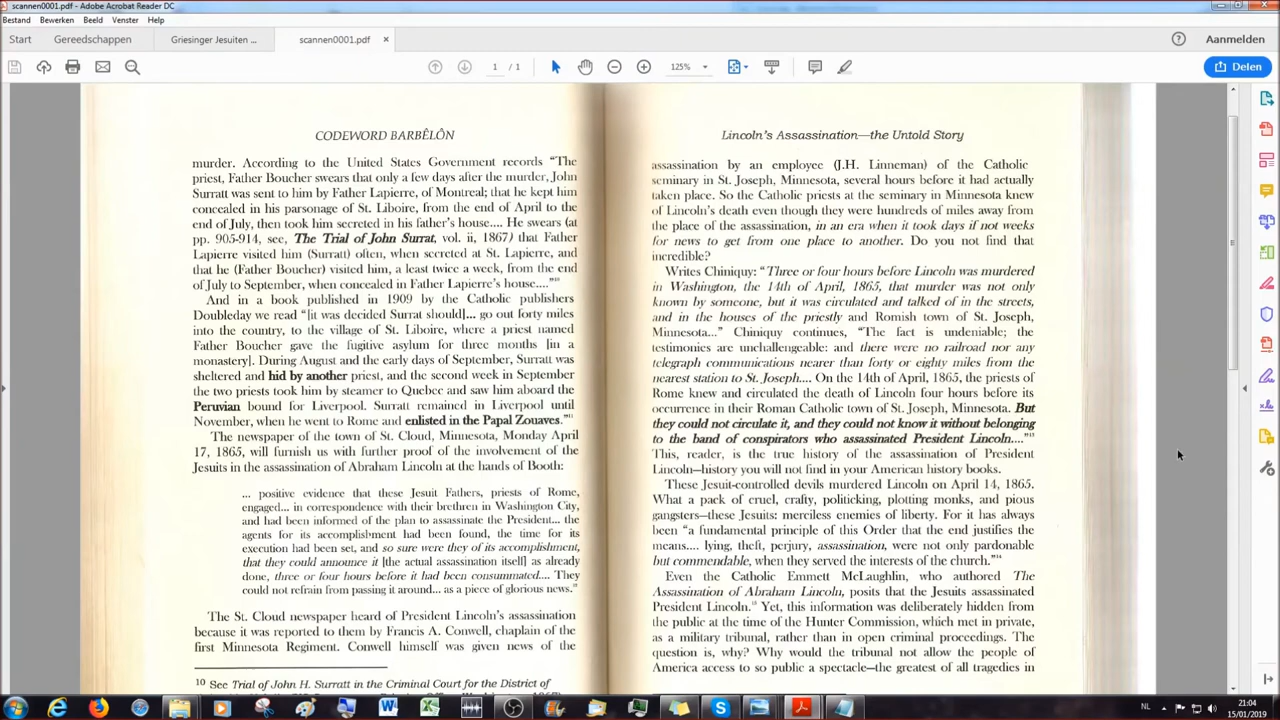 scannen0001.pdf - Adobe Acrobat Reader DC
Bestand Bewerken Beeld Venster Help
Start Gereedschappen Griesinger Jesuiten ... scannen0001.pdf × Aanmelden
1 / 1 125% Delen
CODEWORD BARBÊLÔN
murder. According to the United States Government records “The
priest, Father Boucher swears that only a few days after the murder, John
Surratt was sent to him by Father Lapierre, of Montreal; that he kept him
concealed in his parsonage of St. Liboire, from the end of April to the
end of July, then took him secreted in his father's house.... He swears (at
pp. 905-914, see, The Trial of John Surrat, vol. ii, 1867) that Father
Lapierre visited him (Surratt) often, when secreted at St. Lapierre, and
that he (Father Boucher) visited him, a least twice a week, from the end
of July to September, when concealed in Father Lapierre's house....”¹⁰
And in a book published in 1909 by the Catholic publishers
Doubleday we read “[it was decided Surrat should]... go out forty miles
into the country, to the village of St. Liboire, where a priest named
Father Boucher gave the fugitive asylum for three months [in a
monastery]. During August and the early days of September, Surratt was
sheltered and hid by another priest, and the second week in September
the two priests took him by steamer to Quebec and saw him aboard the
Peruvian bound for Liverpool. Surratt remained in Liverpool until
November, when he went to Rome and enlisted in the Papal Zouaves.”¹¹
The newspaper of the town of St. Cloud, Minnesota, Monday April
17, 1865, will furnish us with further proof of the involvement of the
Jesuits in the assassination of Abraham Lincoln at the hands of Booth:
... positive evidence that these Jesuit Fathers, priests of Rome,
engaged... in correspondence with their brethren in Washington City,
and had been informed of the plan to assassinate the President... the
agents for its accomplishment had been found, the time for its
execution had been set, and so sure were they of its accomplishment,
that they could announce it [the actual assassination itself] as already
done, three or four hours before it had been consummated.... They
could not refrain from passing it around... as a piece of glorious news.”
The St. Cloud newspaper heard of President Lincoln's assassination
because it was reported to them by Francis A. Conwell, chaplain of the
first Minnesota Regiment. Conwell himself was given news of the
10 See Trial of John H. Surratt in the Criminal Court for the District of
Lincoln's Assassination—the Untold Story
assassination by an employee (J.H. Linneman) of the Catholic
seminary in St. Joseph, Minnesota, several hours before it had actually
taken place. So the Catholic priests at the seminary in Minnesota knew
of Lincoln's death even though they were hundreds of miles away from
the place of the assassination, in an era when it took days if not weeks
for news to get from one place to another. Do you not find that
incredible?
Writes Chiniquy: “Three or four hours before Lincoln was murdered
in Washington, the 14th of April, 1865, that murder was not only
known by someone, but it was circulated and talked of in the streets,
and in the houses of the priestly and Romish town of St. Joseph,
Minnesota...” Chiniquy continues, “The fact is undeniable; the
testimonies are unchallengeable: and there were no railroad nor any
telegraph communications nearer than forty or eighty miles from the
nearest station to St. Joseph.... On the 14th of April, 1865, the priests of
Rome knew and circulated the death of Lincoln four hours before its
occurrence in their Roman Catholic town of St. Joseph, Minnesota. But
they could not circulate it, and they could not know it without belonging
to the band of conspirators who assassinated President Lincoln....”¹³
This, reader, is the true history of the assassination of President
Lincoln—history you will not find in your American history books.
These Jesuit-controlled devils murdered Lincoln on April 14, 1865.
What a pack of cruel, crafty, politicking, plotting monks, and pious
gangsters—these Jesuits: merciless enemies of liberty. For it has always
been “a fundamental principle of this Order that the end justifies the
means.... lying, theft, perjury, assassination, were not only pardonable
but commendable, when they served the interests of the church.”¹⁴
Even the Catholic Emmett McLaughlin, who authored The
Assassination of Abraham Lincoln, posits that the Jesuits assassinated
President Lincoln. Yet, this information was deliberately hidden from
the public at the time of the Hunter Commission, which met in private,
as a military tribunal, rather than in open criminal proceedings. The
question is, why? Why would the tribunal not allow the people of
America access to so public a spectacle—the greatest of all tragedies in
NL 21:04
15/01/2019